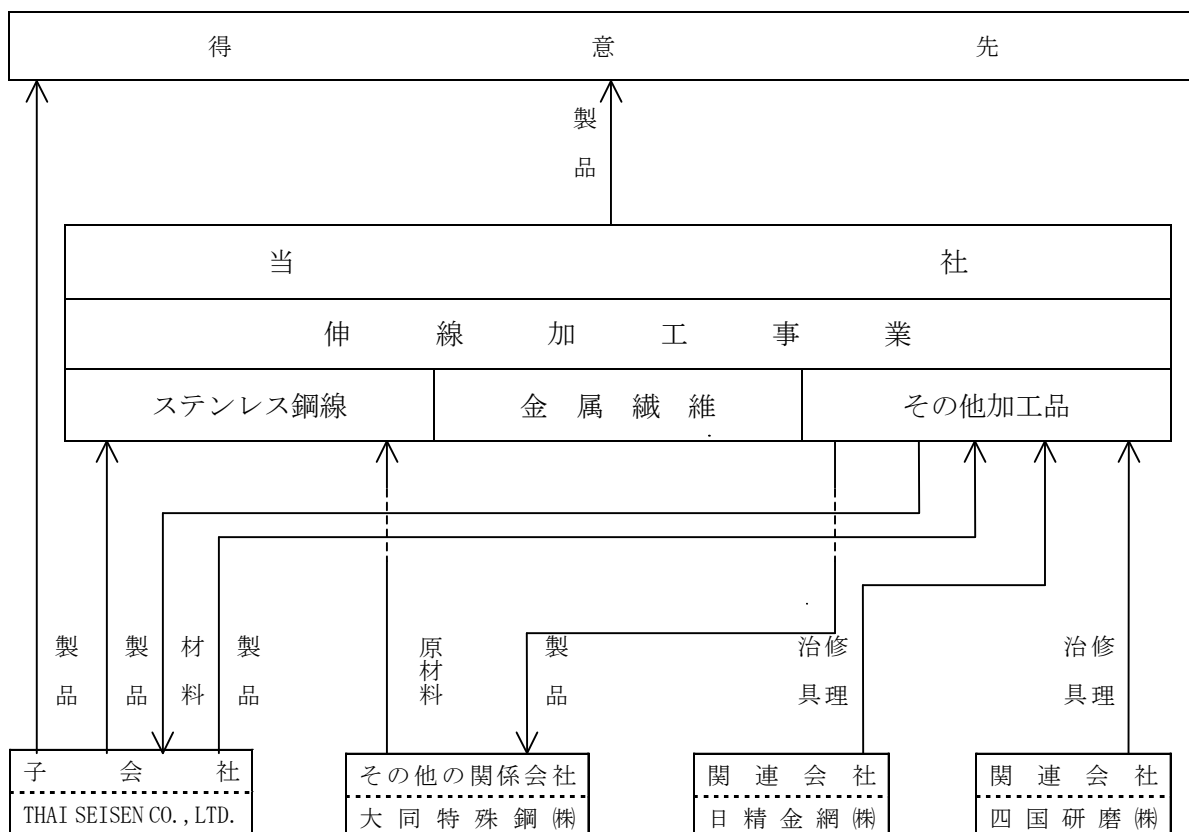 得意先
製品
当社
伸線加工事業
ステンレス鋼線 金属繊維 その他加工品
製品
製品
材料
製品
原材料
製品
修理
治具
修理
治具
子会社
THAI SEISEN CO.,LTD.
その他の関係会社
大同特殊鋼㈱
関連会社
日精金網㈱
関連会社
四国研磨㈱